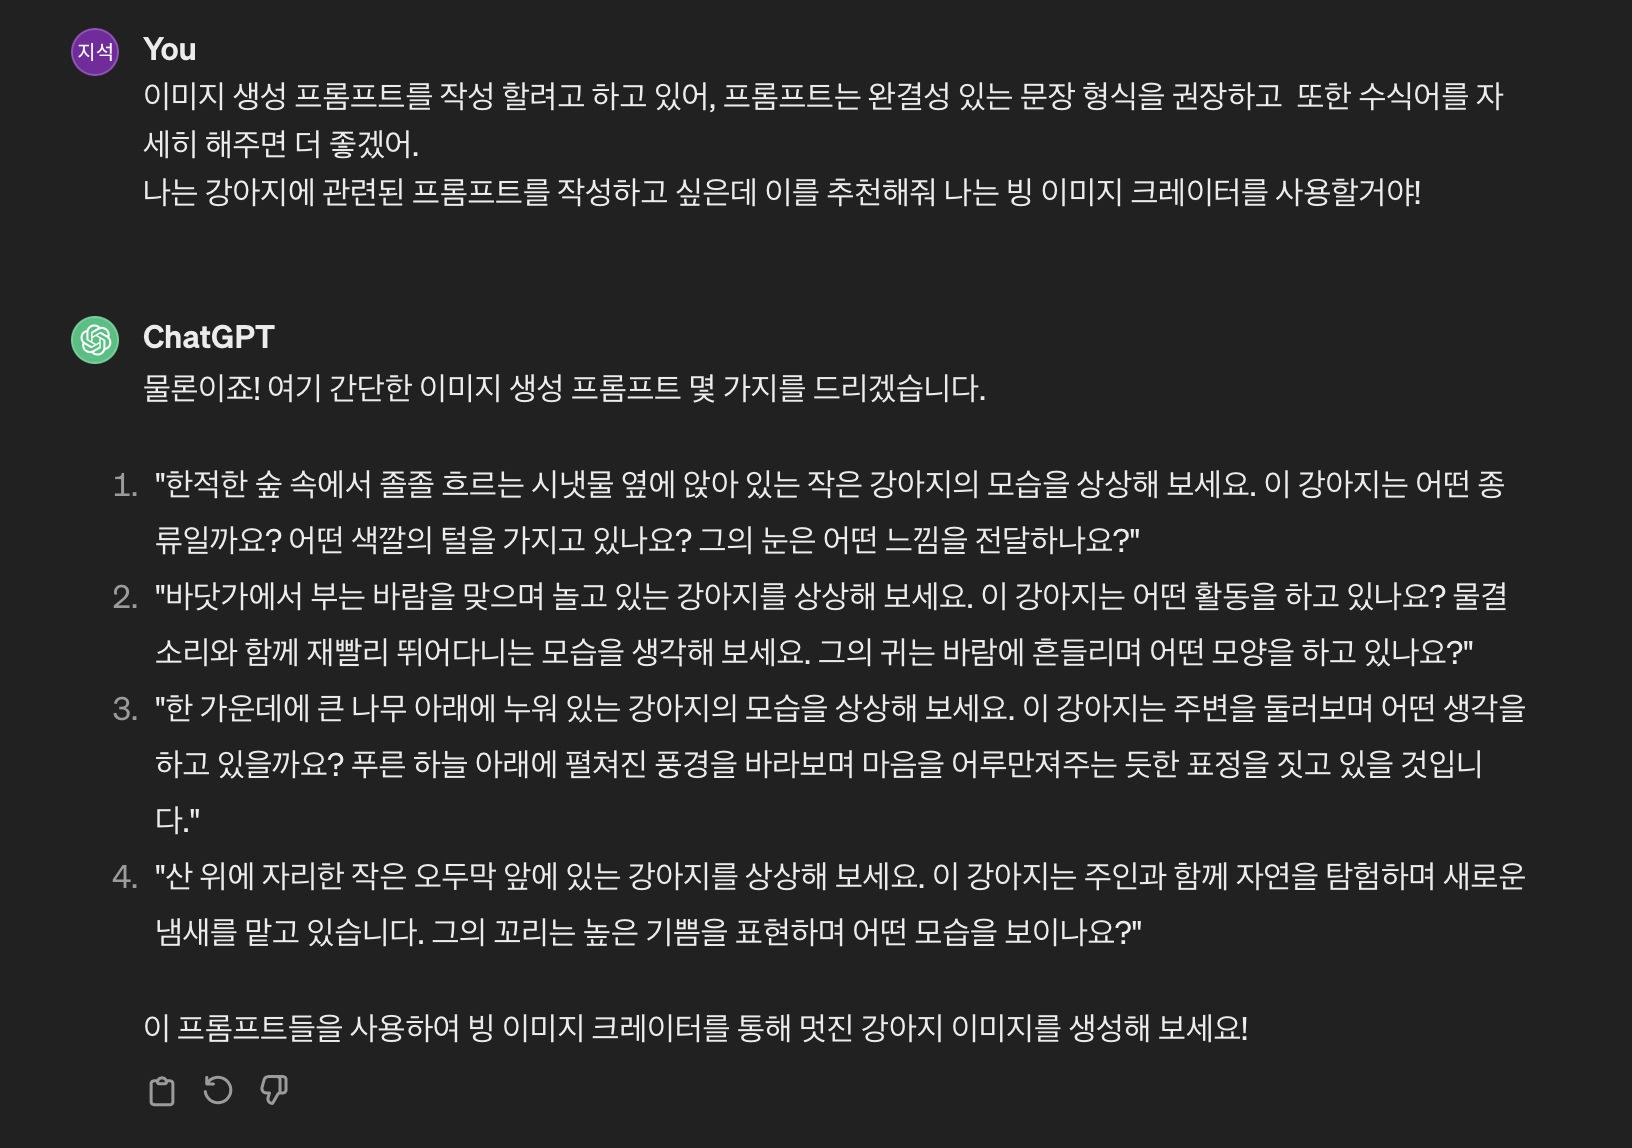 지석
You
이미지 생성 프롬프트를 작성 할려고 하고 있어, 프롬프트는 완결성 있는 문장 형식을 권장하고  또한 수식어를 자
세히 해주면 더 좋겠어.
나는 강아지에 관련된 프롬프트를 작성하고 싶은데 이를 추천해줘 나는 빙 이미지 크레이터를 사용할거야!
ChatGPT
물론이죠! 여기 간단한 이미지 생성 프롬프트 몇 가지를 드리겠습니다.
1. "한적한 숲 속에서 졸졸 흐르는 시냇물 옆에 앉아 있는 작은 강아지의 모습을 상상해 보세요. 이 강아지는 어떤 종
류일까요? 어떤 색깔의 털을 가지고 있나요? 그의 눈은 어떤 느낌을 전달하나요?"
2. "바닷가에서 부는 바람을 맞으며 놀고 있는 강아지를 상상해 보세요. 이 강아지는 어떤 활동을 하고 있나요? 물결
소리와 함께 재빨리 뛰어다니는 모습을 생각해 보세요. 그의 귀는 바람에 흔들리며 어떤 모양을 하고 있나요?"
3. "한 가운데에 큰 나무 아래에 누워 있는 강아지의 모습을 상상해 보세요. 이 강아지는 주변을 둘러보며 어떤 생각을
하고 있을까요? 푸른 하늘 아래에 펼쳐진 풍경을 바라보며 마음을 어루만져주는 듯한 표정을 짓고 있을 것입니
다."
4. "산 위에 자리한 작은 오두막 앞에 있는 강아지를 상상해 보세요. 이 강아지는 주인과 함께 자연을 탐험하며 새로운
냄새를 맡고 있습니다. 그의 꼬리는 높은 기쁨을 표현하며 어떤 모습을 보이나요?"
이 프롬프트들을 사용하여 빙 이미지 크레이터를 통해 멋진 강아지 이미지를 생성해 보세요!